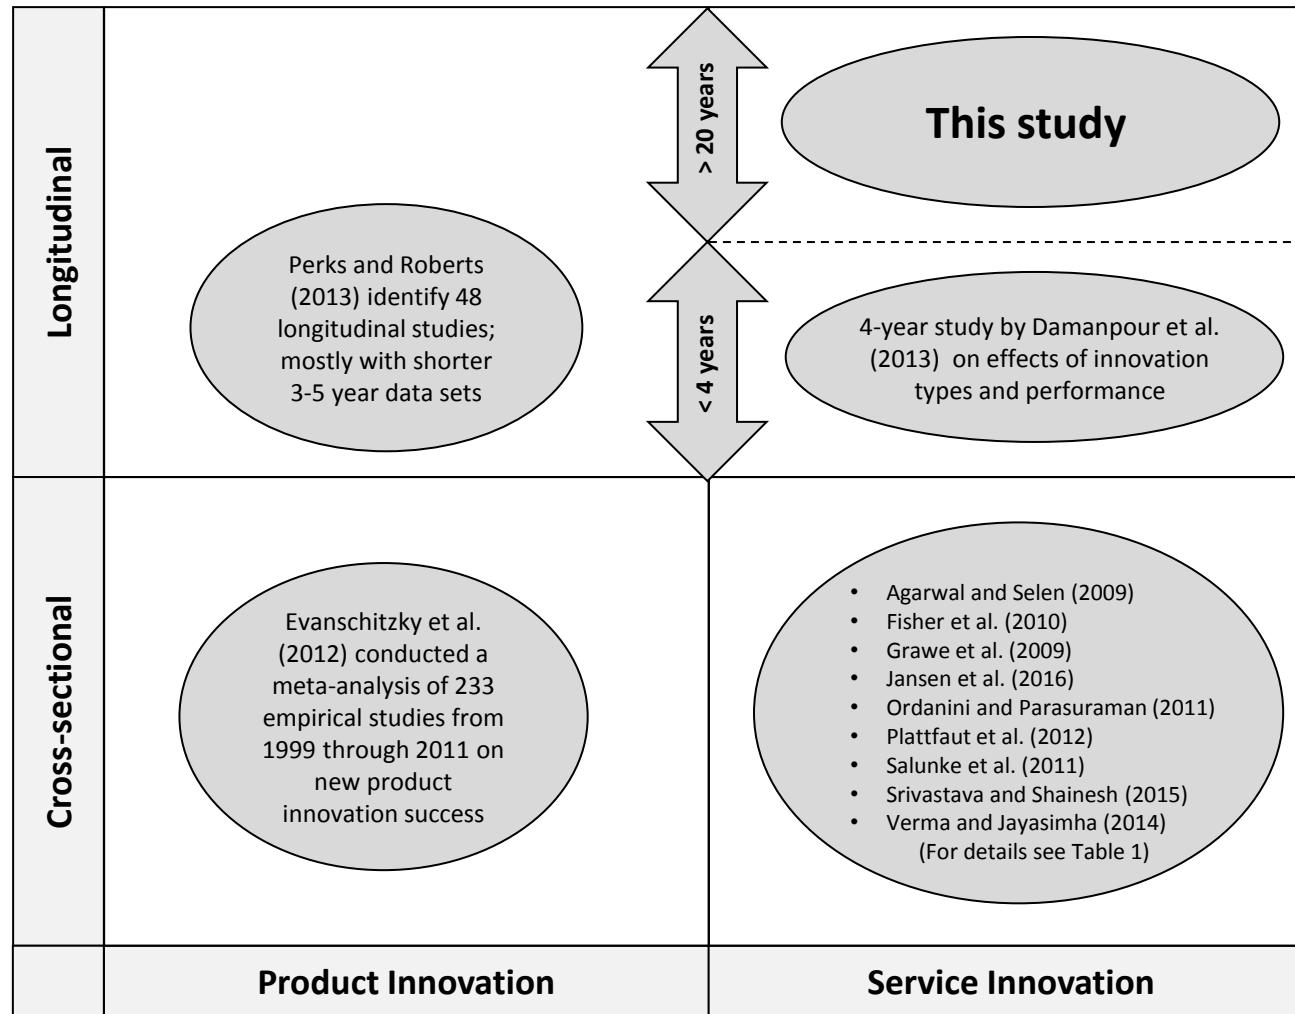 Longitudinal
> 20 years
This study
Perks and Roberts
(2013) identify 48
longitudinal studies;
mostly with shorter
3-5 year data sets
< 4 years
4-year study by Damanpour et al.
(2013) on effects of innovation
types and performance
Cross-sectional
Evanschitzky et al.
(2012) conducted a
meta-analysis of 233
empirical studies from
1999 through 2011 on
new product
innovation success
• Agarwal and Selen (2009)
• Fisher et al. (2010)
• Grawe et al. (2009)
• Jansen et al. (2016)
• Ordanini and Parasuraman (2011)
• Plattfaut et al. (2012)
• Salunke et al. (2011)
• Srivastava and Shainesh (2015)
• Verma and Jayasimha (2014)
(For details see Table 1)
Product Innovation
Service Innovation